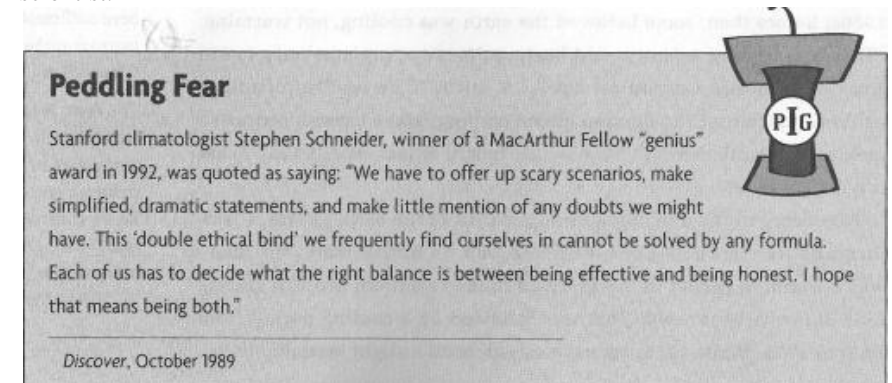 Peddling Fear
PIG
Stanford climatologist Stephen Schneider, winner of a MacArthur Fellow "genius"
award in 1992, was quoted as saying: "We have to offer up scary scenarios, make
simplified, dramatic statements, and make little mention of any doubts we might
have. This 'double ethical bind' we frequently find ourselves in cannot be solved by any formula.
Each of us has to decide what the right balance is between being effective and being honest. I hope
that means being both."
Discover, October 1989